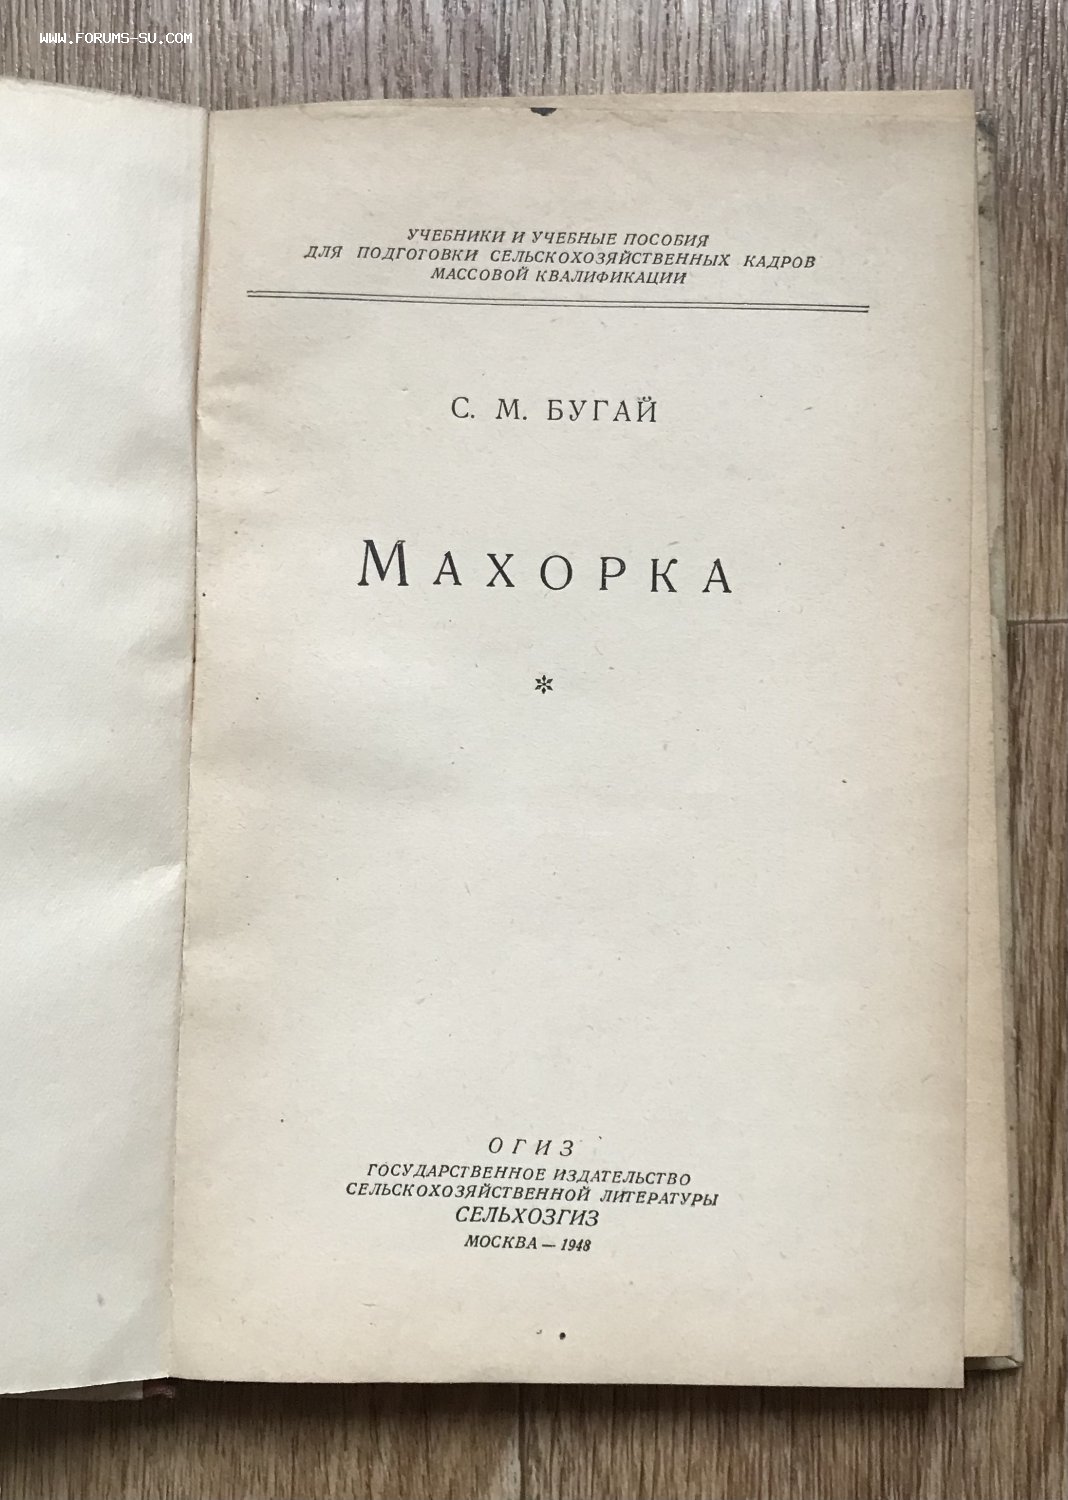 WWW.FORUMS-SU.COM
УЧЕБНИКИ И УЧЕБНЫЕ ПОСОБИЯ
ДЛЯ ПОДГОТОВКИ СЕЛЬСКОХОЗЯЙСТВЕННЫХ КАДРОВ
МАССОВОЙ КВАЛИФИКАЦИИ
С. М. БУГАЙ
МАХОРКА
ОГИЗ
ГОСУДАРСТВЕННОЕ ИЗДАТЕЛЬСТВО
СЕЛЬСКОХОЗЯЙСТВЕННОЙ ЛИТЕРАТУРЫ
СЕЛЬХОЗГИЗ
МОСКВА — 1948